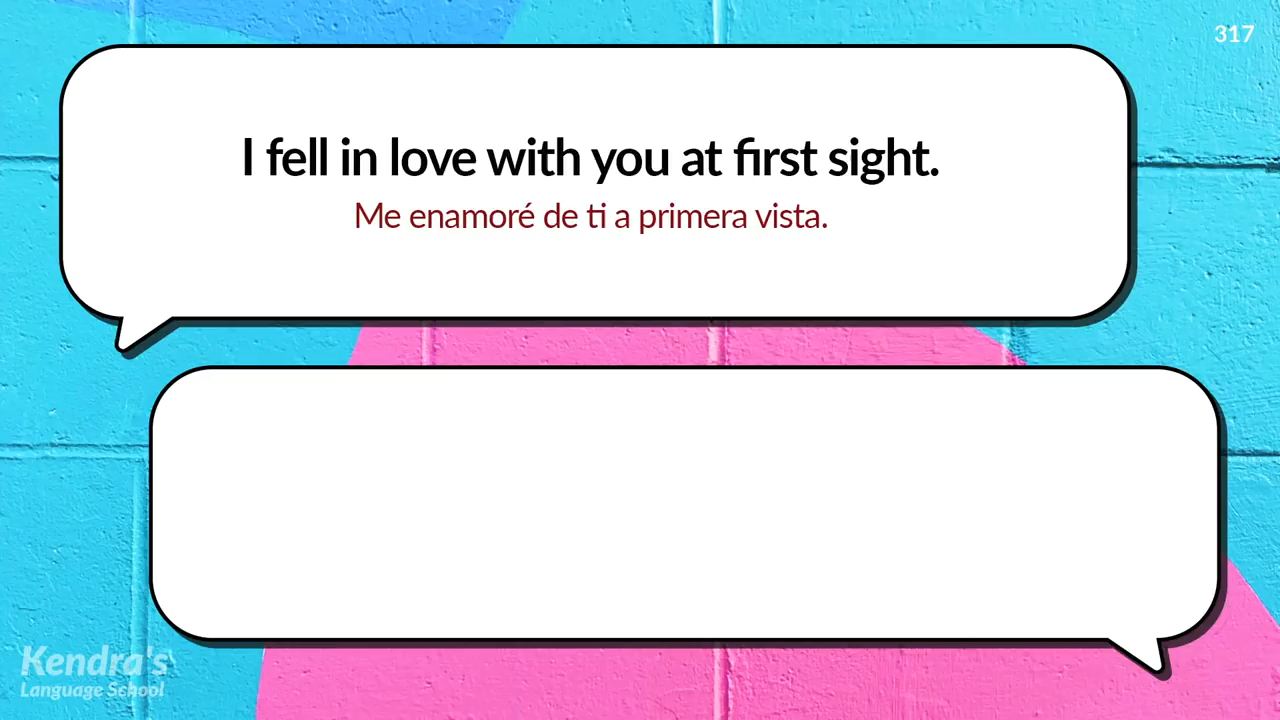 317
I fell in love with you at first sight.
Me enamoré de ti a primera vista.
Kendra's
Language School